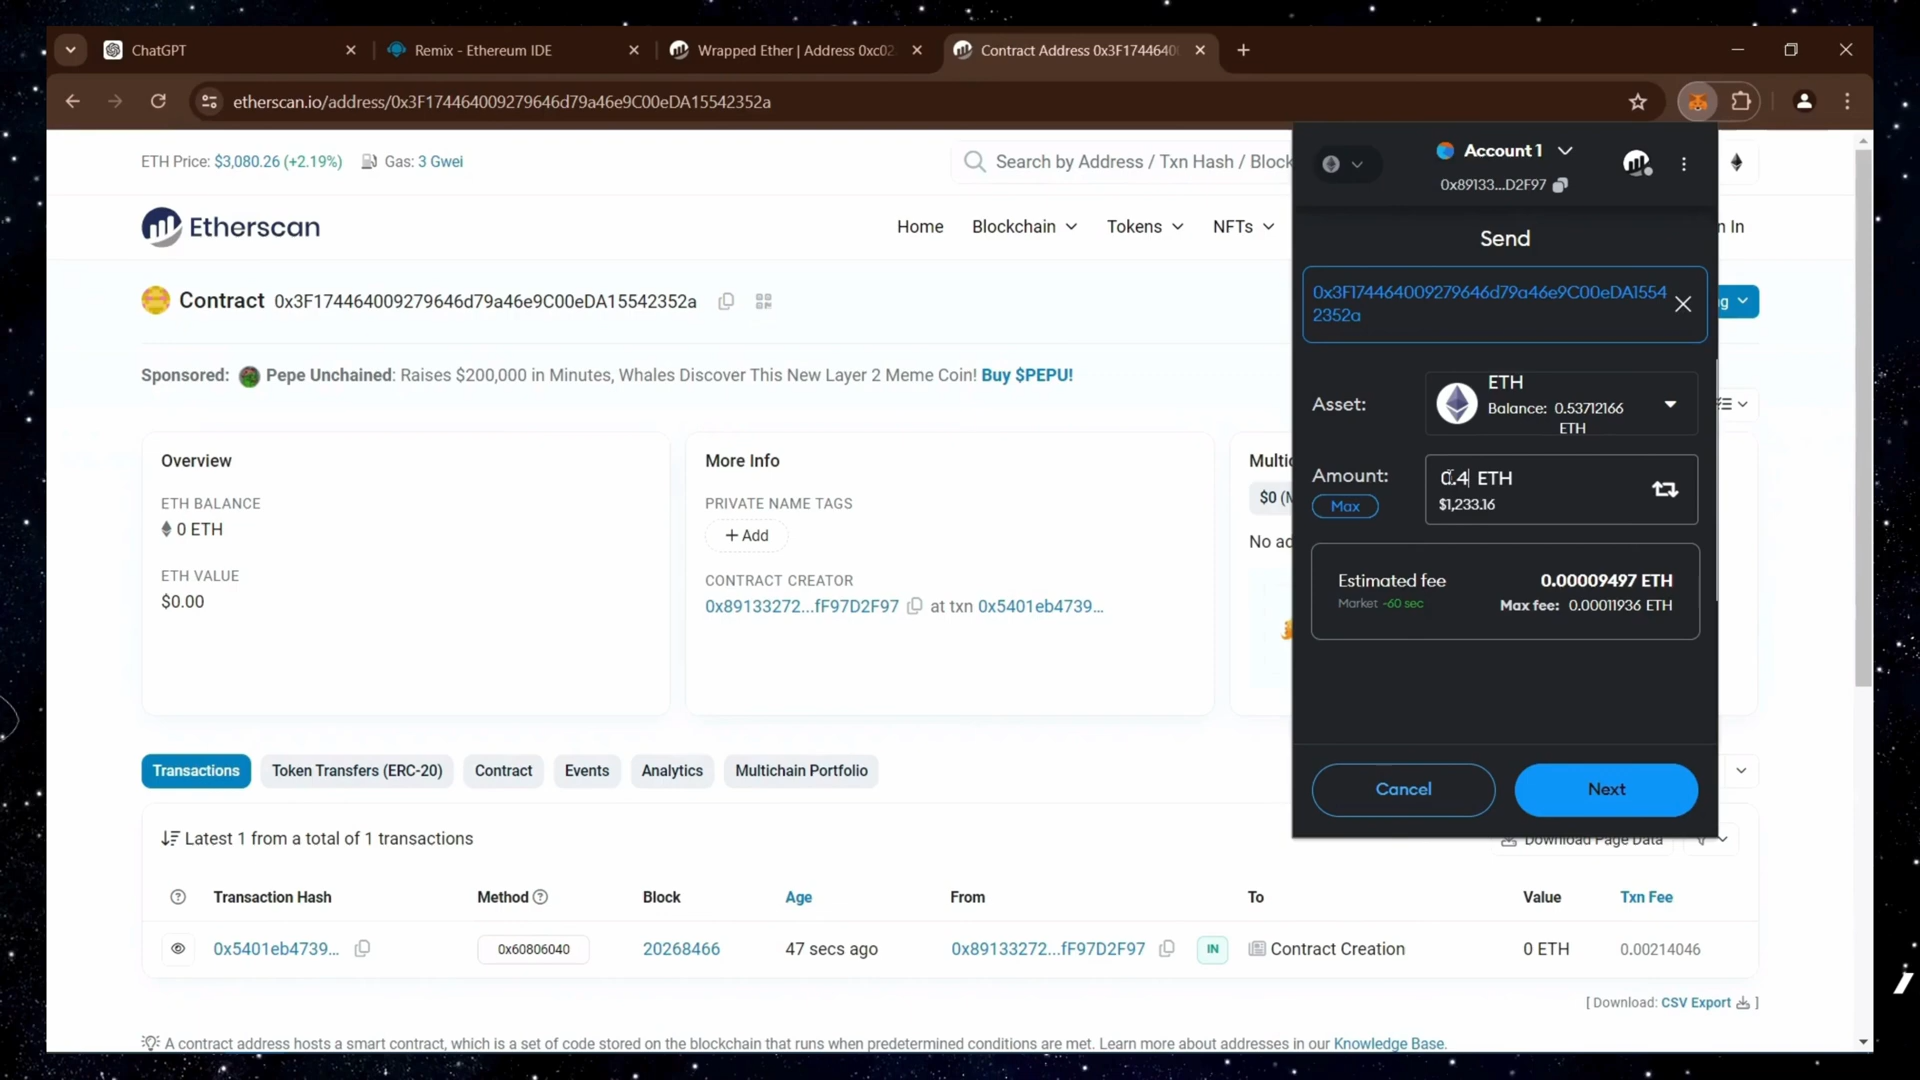 ChatGPT
Remix - Ethereum IDE
Wrapped Ether | Address 0xc02
Contract Address 0x3F1744640
etherscan.io/address/0x3F174464009279646d79a46e9C00eDA15542352a
ETH Price: $3,080.26 (+2.19%)
Gas: 3 Gwei
Search by Address / Txn Hash / Block
Etherscan
Home
Blockchain
Tokens
NFTs
n In
Contract 0x3F174464009279646d79a46e9C00eDA15542352a
g
Sponsored: Pepe Unchained: Raises $200,000 in Minutes, Whales Discover This New Layer 2 Meme Coin! Buy $PEPU!
Overview
ETH BALANCE
0 ETH
ETH VALUE
$0.00
More Info
PRIVATE NAME TAGS
+ Add
CONTRACT CREATOR
0x89133272...fF97D2F97 at txn 0x5401eb4739...
Multic
$0 (M
No ad
Account 1
0x89133...D2F97
Send
0x3F174464009279646d79a46e9C00eDA1554
2352a
Asset:
ETH
Balance: 0.53712166
ETH
Amount:
Max
0.4 ETH
$1,233.16
Estimated fee
0.00009497 ETH
Market ~60 sec
Max fee: 0.00011936 ETH
Cancel
Next
Transactions
Token Transfers (ERC-20)
Contract
Events
Analytics
Multichain Portfolio
Latest 1 from a total of 1 transactions
Download Page Data
Transaction Hash
Method
Block
Age
From
To
Value
Txn Fee
0x5401eb4739...
0x60806040
20268466
47 secs ago
0x89133272...fF97D2F97
IN
Contract Creation
0 ETH
0.00214046
[ Download: CSV Export ]
A contract address hosts a smart contract, which is a set of code stored on the blockchain that runs when predetermined conditions are met. Learn more about addresses in our Knowledge Base.